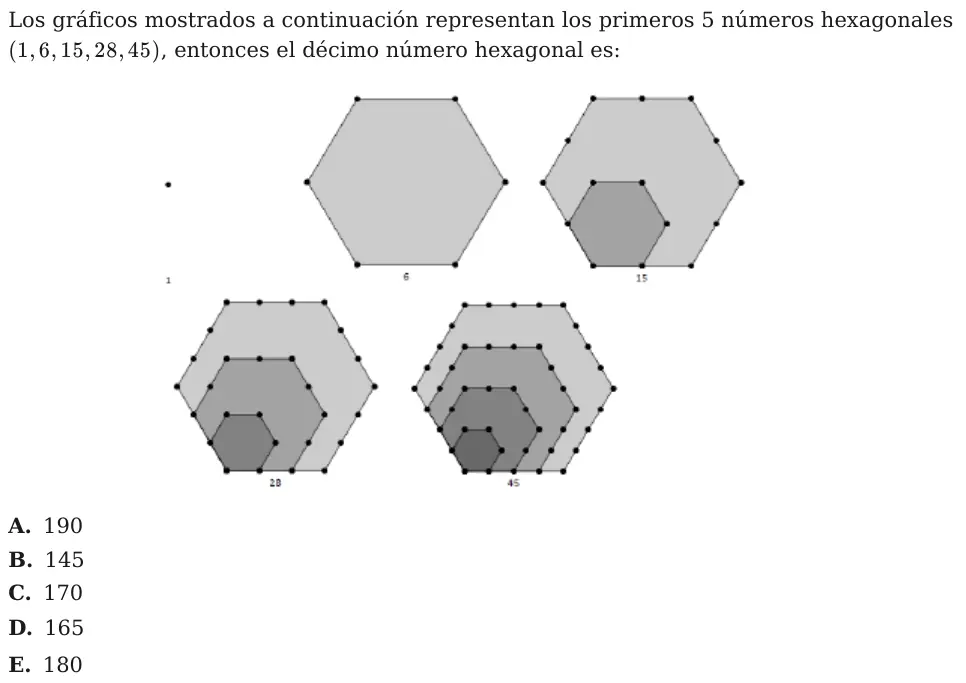 Los gráficos mostrados a continuación representan los primeros 5 números hexagonales
(1, 6, 15, 28, 45), entonces el décimo número hexagonal es:
1
6
15
28
45
A. 190
B. 145
C. 170
D. 165
E. 180